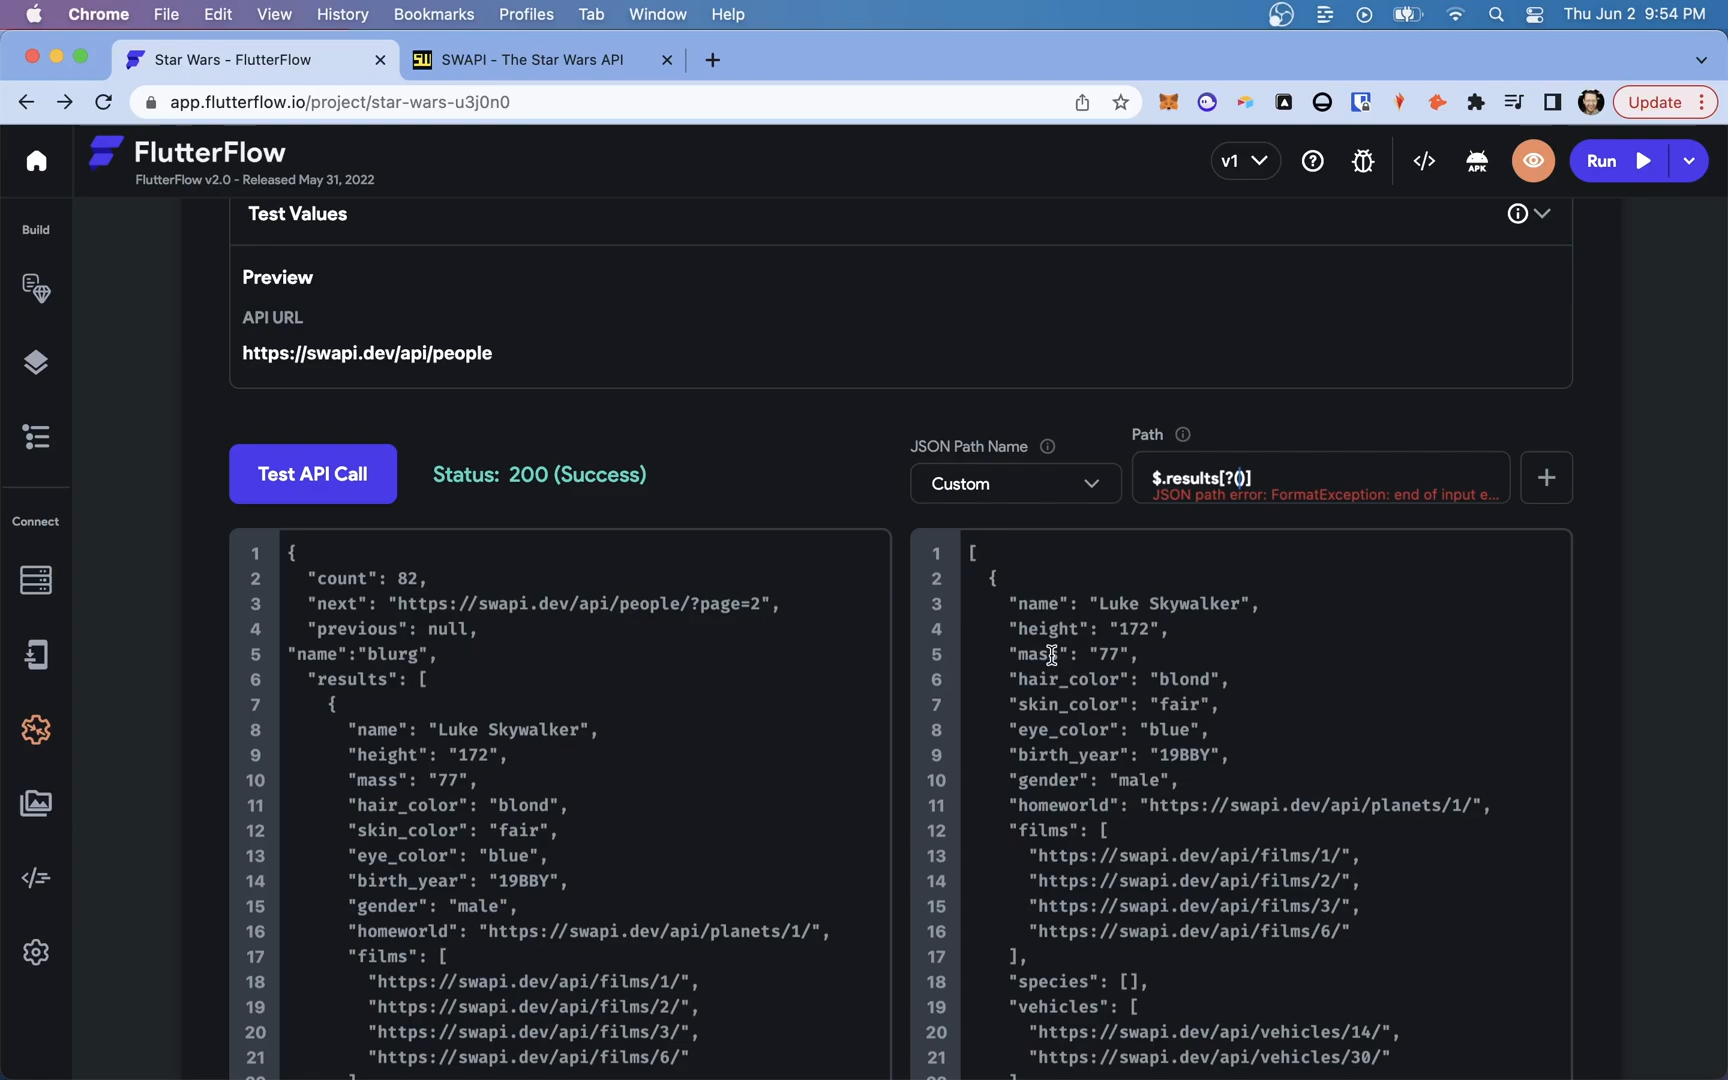 Chrome File Edit View History Bookmarks Profiles Tab Window Help Thu Jun 2 9:54 PM
Star Wars - FlutterFlow SWAPI - The Star Wars API
app.flutterflow.io/project/star-wars-u3j0n0 Update
FlutterFlow
FlutterFlow v2.0 - Released May 31, 2022
v1 APK Run
Build
Connect
Test Values
Preview
API URL
https://swapi.dev/api/people
Test API Call Status: 200 (Success)
JSON Path Name
Custom
Path
$.results[?()]
JSON path error: FormatException: end of input e...
1 {
2 "count": 82,
3 "next": "https://swapi.dev/api/people/?page=2",
4 "previous": null,
5 "name":"blurg",
6 "results": [
7 {
8 "name": "Luke Skywalker",
9 "height": "172",
10 "mass": "77",
11 "hair_color": "blond",
12 "skin_color": "fair",
13 "eye_color": "blue",
14 "birth_year": "19BBY",
15 "gender": "male",
16 "homeworld": "https://swapi.dev/api/planets/1/",
17 "films": [
18 "https://swapi.dev/api/films/1/",
19 "https://swapi.dev/api/films/2/",
20 "https://swapi.dev/api/films/3/",
21 "https://swapi.dev/api/films/6/"
1 [
2 {
3 "name": "Luke Skywalker",
4 "height": "172",
5 "mass": "77",
6 "hair_color": "blond",
7 "skin_color": "fair",
8 "eye_color": "blue",
9 "birth_year": "19BBY",
10 "gender": "male",
11 "homeworld": "https://swapi.dev/api/planets/1/",
12 "films": [
13 "https://swapi.dev/api/films/1/",
14 "https://swapi.dev/api/films/2/",
15 "https://swapi.dev/api/films/3/",
16 "https://swapi.dev/api/films/6/"
17 ],
18 "species": [],
19 "vehicles": [
20 "https://swapi.dev/api/vehicles/14/",
21 "https://swapi.dev/api/vehicles/30/"